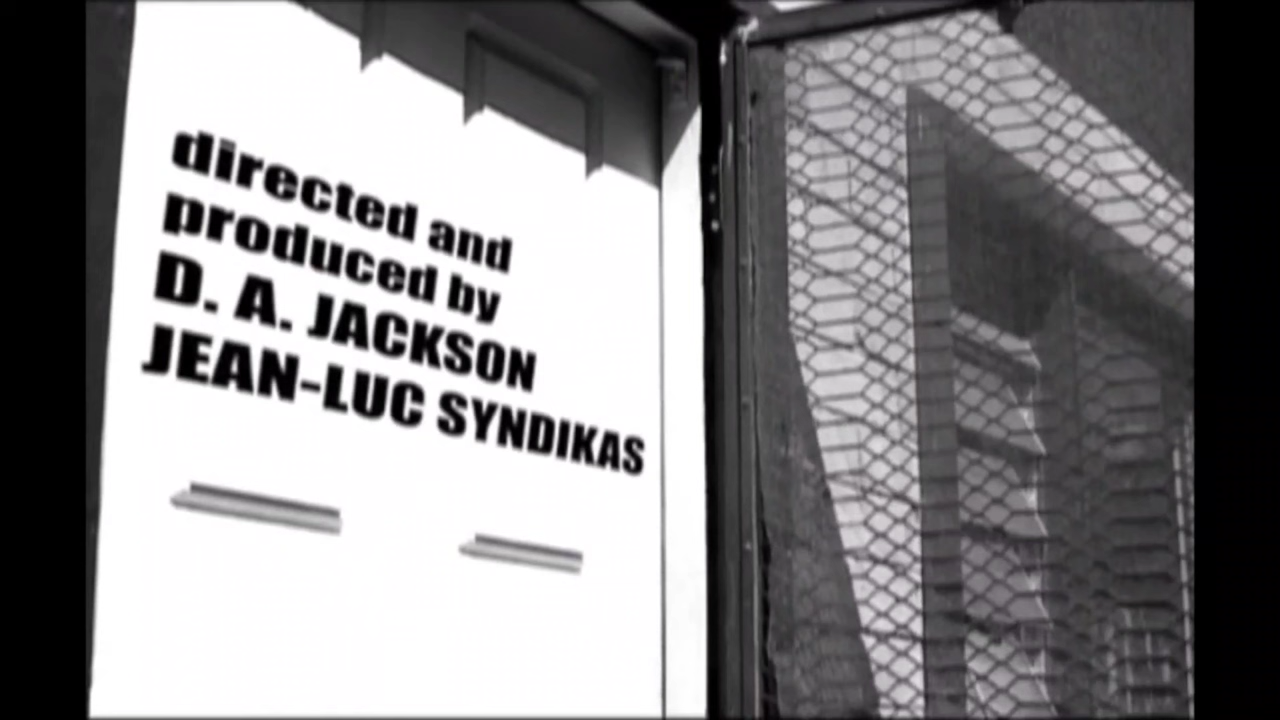 directed and
produced by
D. A. JACKSON
JEAN-LUC SYNDIKAS